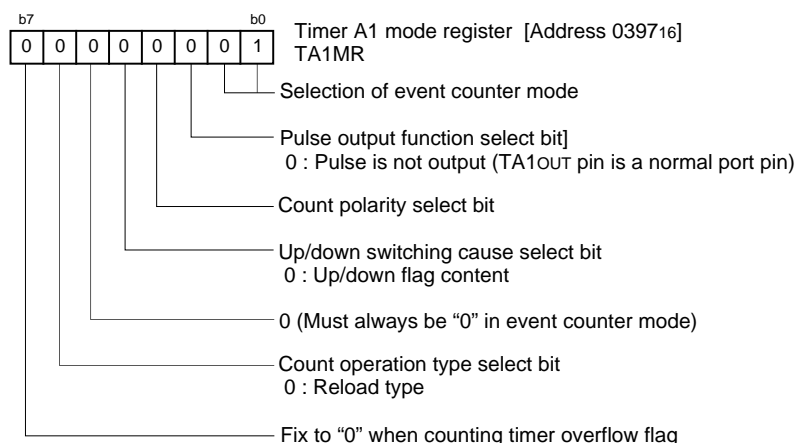 b7 b0
0 0 0 0 0 0 0 1
Timer A1 mode register [Address 039716]
TA1MR
Selection of event counter mode
Pulse output function select bit]
0 : Pulse is not output (TA1OUT pin is a normal port pin)
Count polarity select bit
Up/down switching cause select bit
0 : Up/down flag content
0 (Must always be “0” in event counter mode)
Count operation type select bit
0 : Reload type
Fix to “0” when counting timer overflow flag